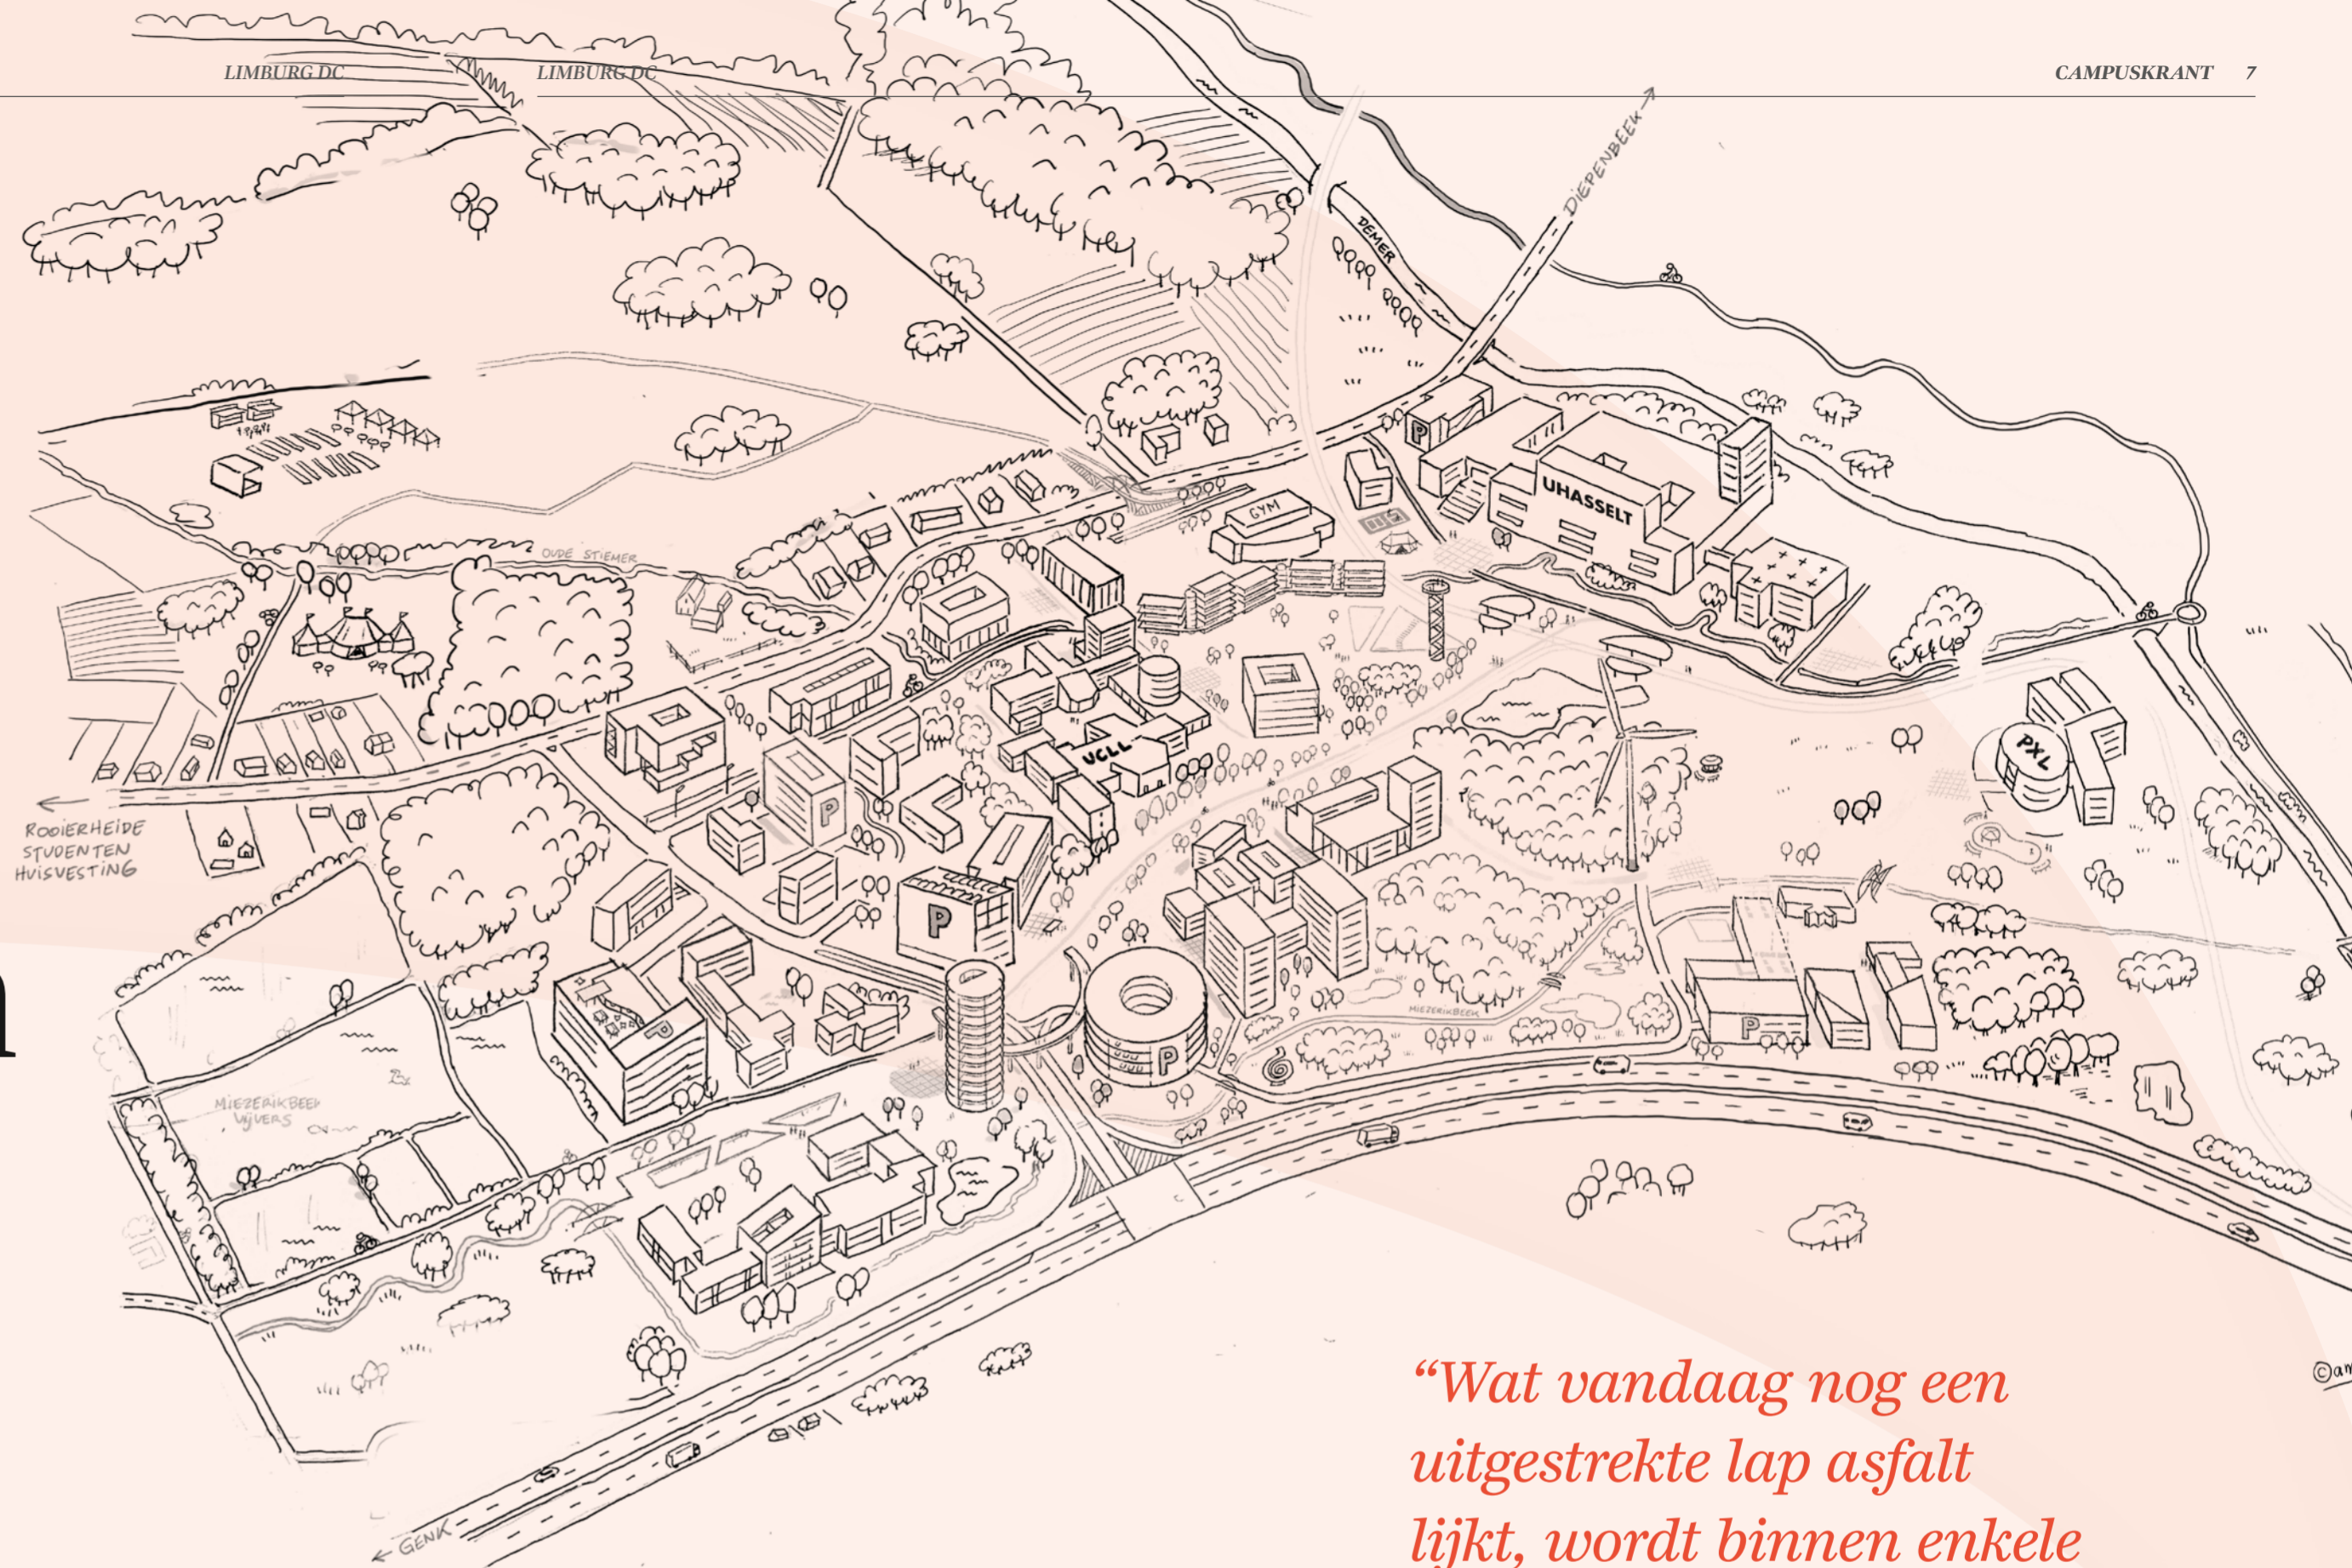 LIMBURG DC
LIMBURG DC
CAMPUSKRANT 7
DIEPENBEEK
DEMER
P
UHASSELT
GYM
OUDE STIEMER
UCLL
PXL
P
ROOIERHEIDE
STUDENTEN
HUISVESTING
P
P
P
P
MIEZERIKBEEK
MIEZERIKBEEK
VIJVERS
GENK
“Wat vandaag nog een
uitgestrekte lap asfalt
lijkt, wordt binnen enkele